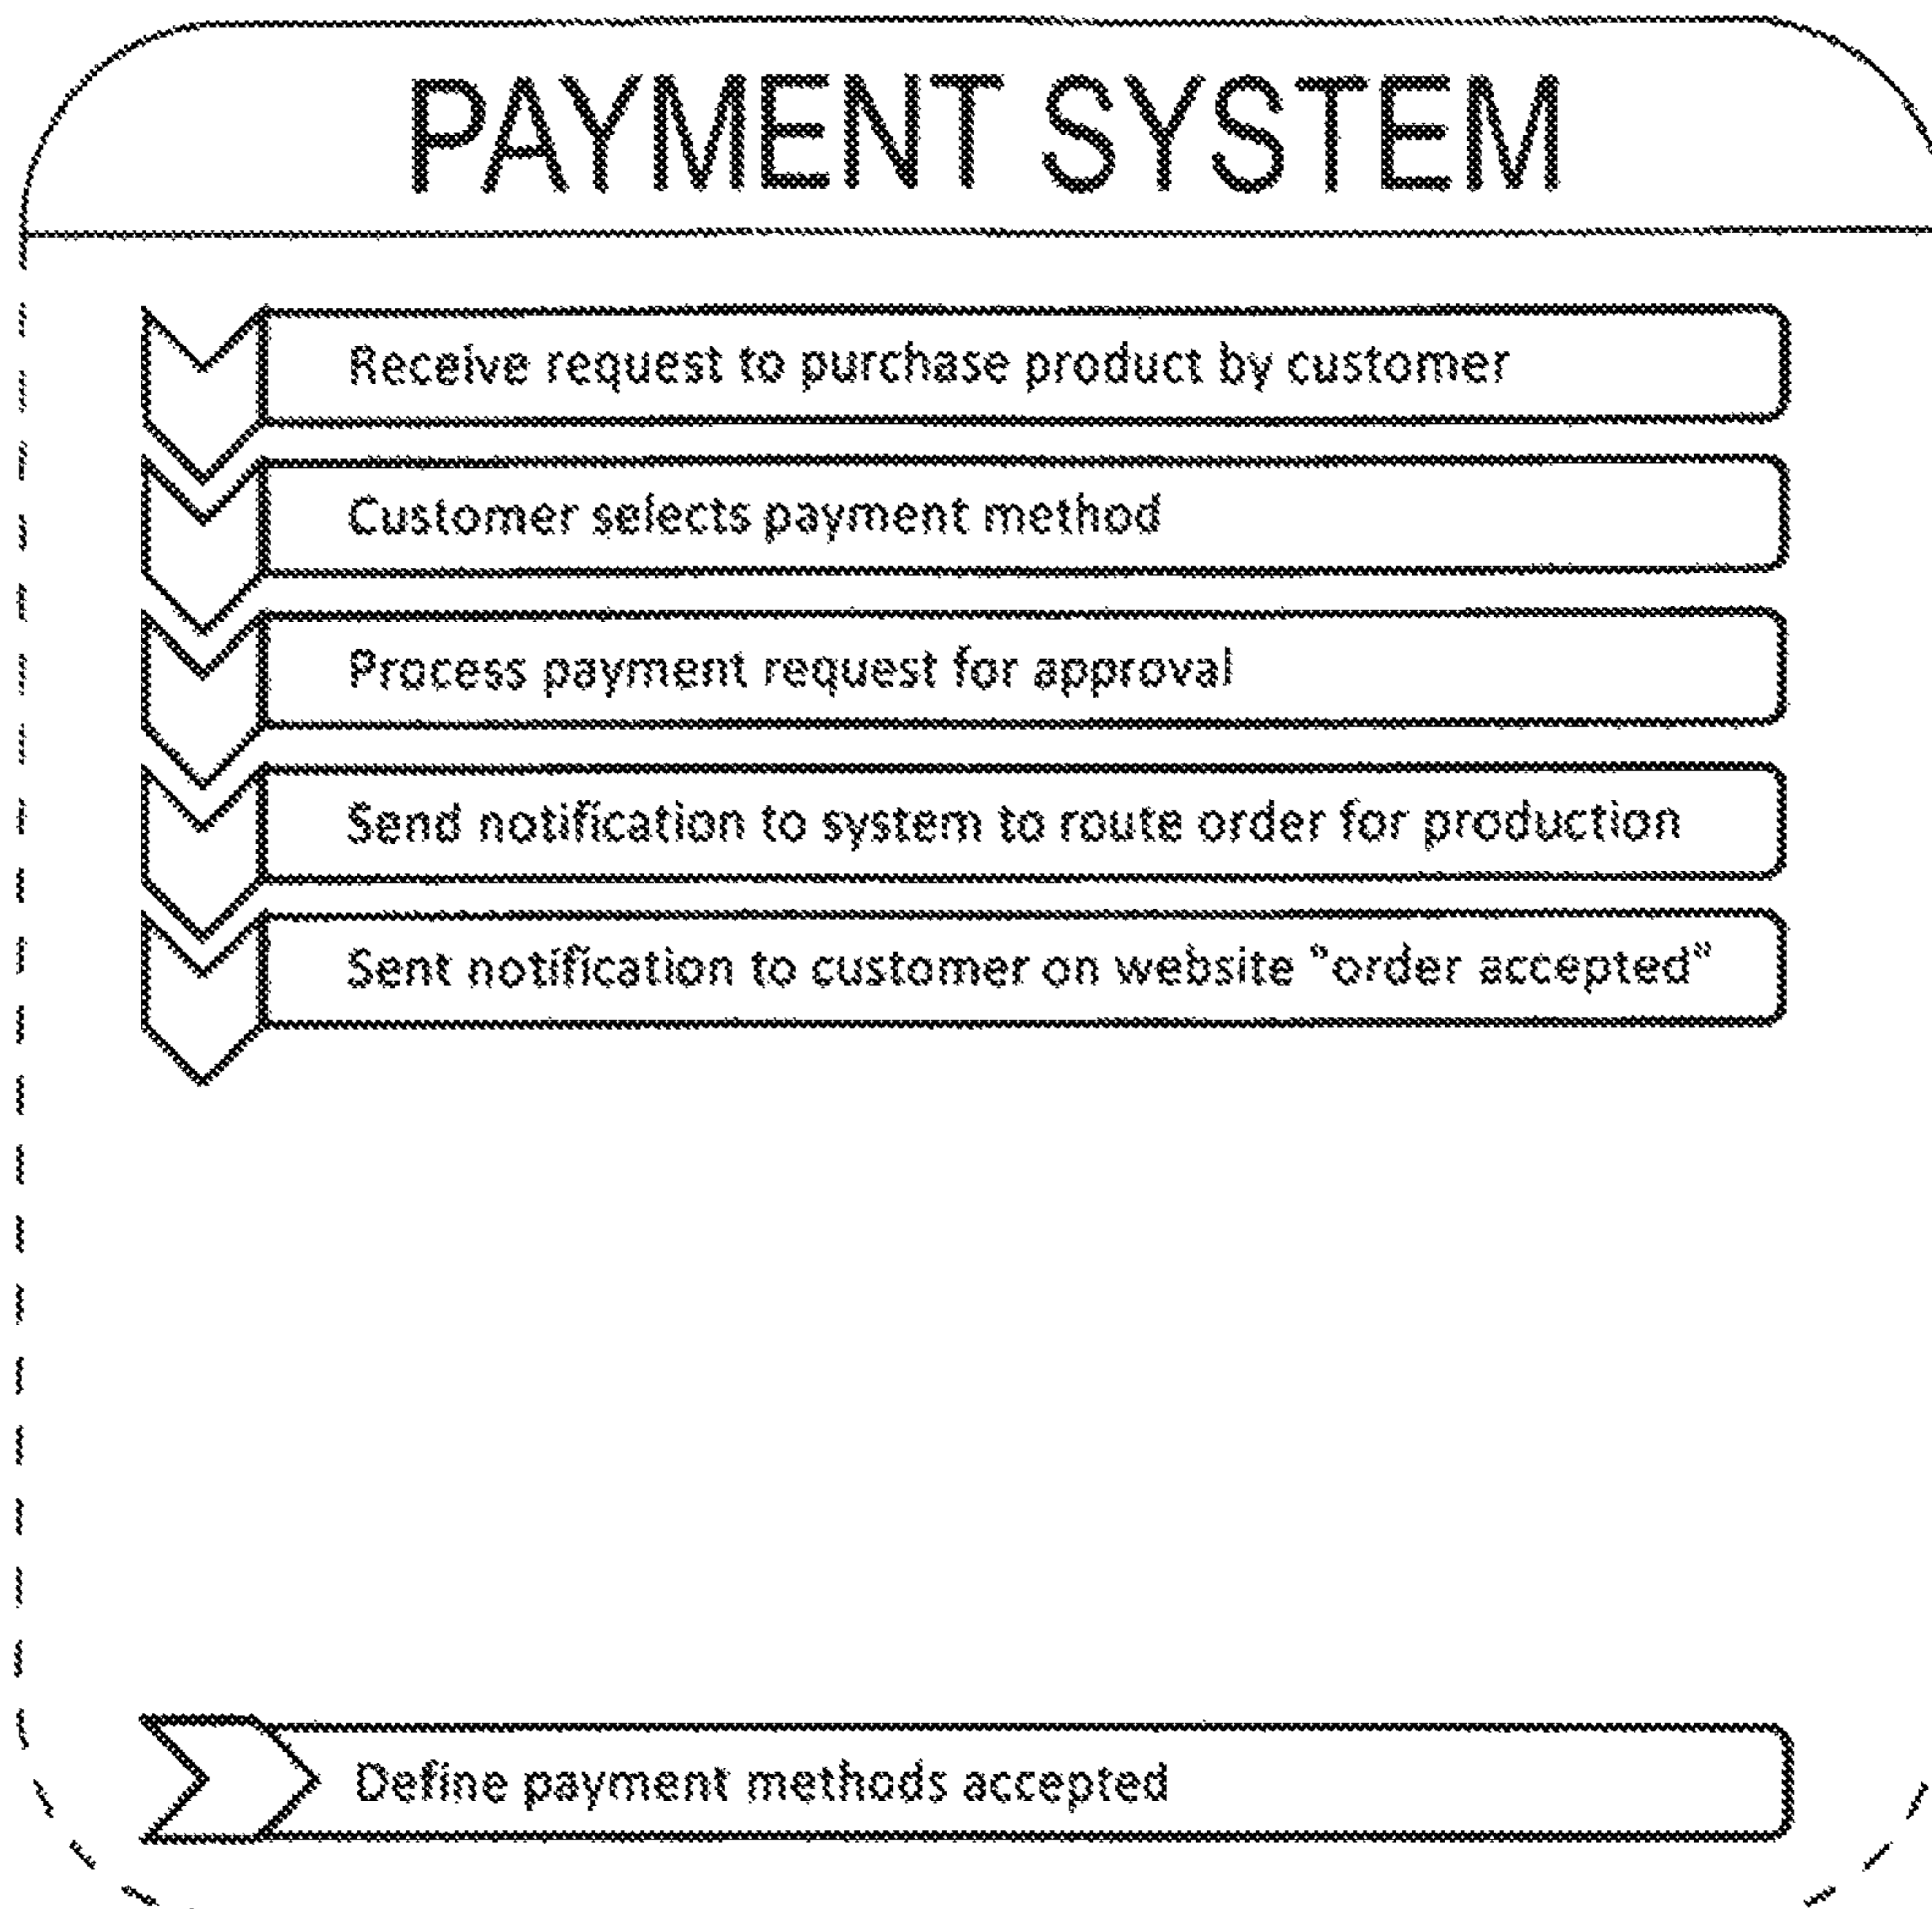 PAYMENT SYSTEM
Receive request to purchase product by customer
Customer selects payment method
Process payment request for approval
Send notification to system to route order for production
Sent notification to customer on website "order accepted"
Define payment methods accepted